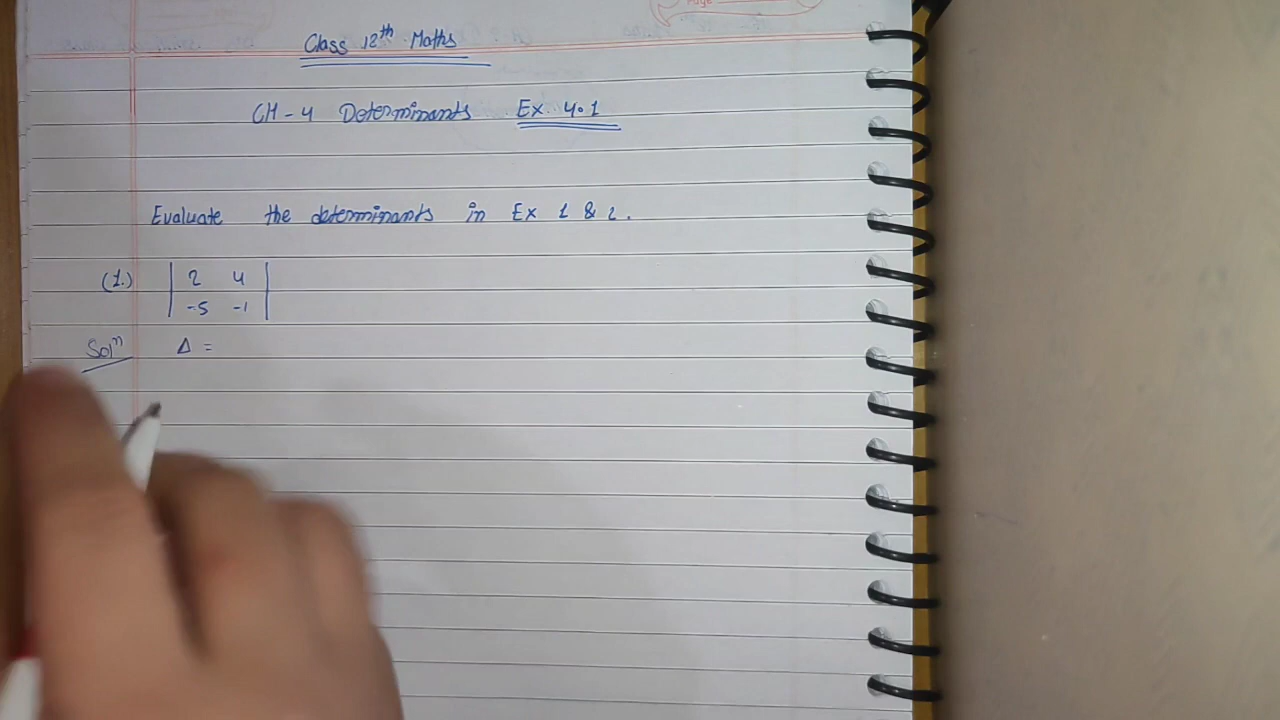 Page
Class 12th Maths
CH-4 Determinants Ex 4.1
Evaluate the determinants in Ex 1 & 2.
(1.) | 2 4 |
| -5 -1 |
Solⁿ Δ =